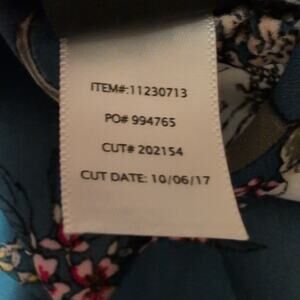 ITEM#:11230713
PO# 994765
CUT# 202154
CUT DATE: 10/06/17